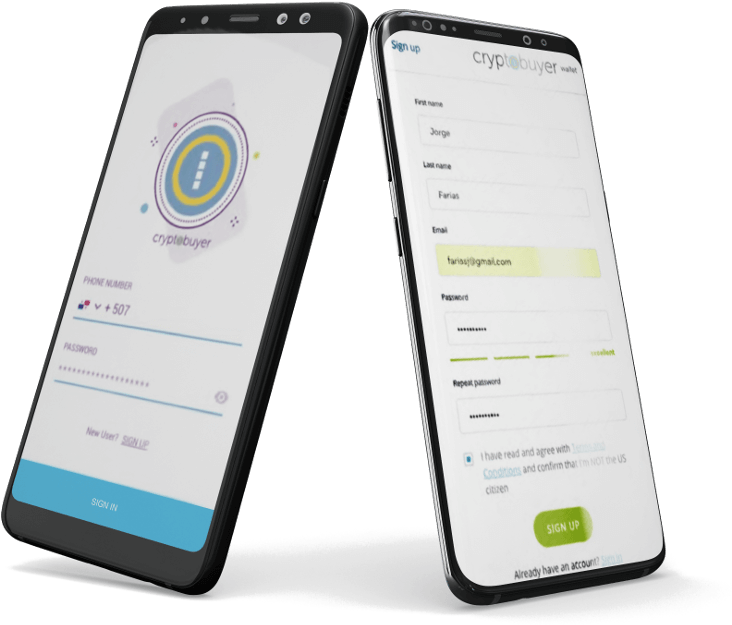 cryptobuyer
PHONE NUMBER
+ 507
PASSWORD
New User? SIGN UP
SIGN IN
Sign up
cryptobuyer wallet
First name
Jorge
Last name
Farias
Email
farissj@gmail.com
Password
excellent
Repeat password
I have read and agree with Terms and
Conditions and confirm that I'm NOT the US
citizen
SIGN UP
Already have an account? Sign in